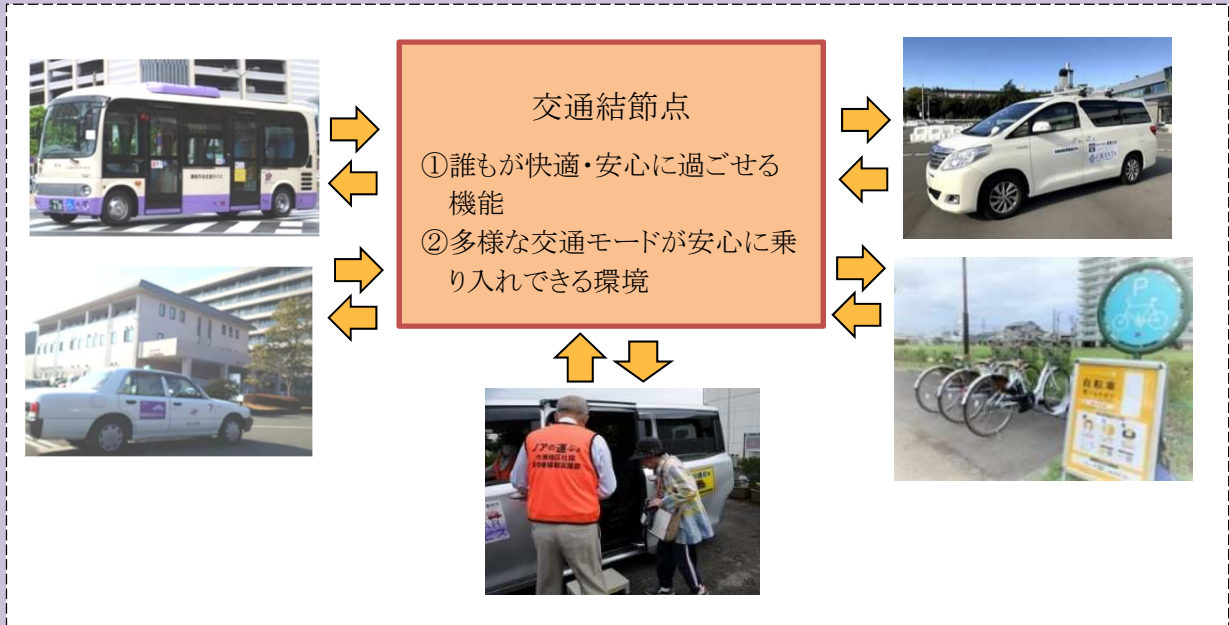 交通結節点
①誰もが快適・安心に過ごせる
機能
②多様な交通モードが安心に乗
り入れできる環境
ノアの運ぶ
P
自転車